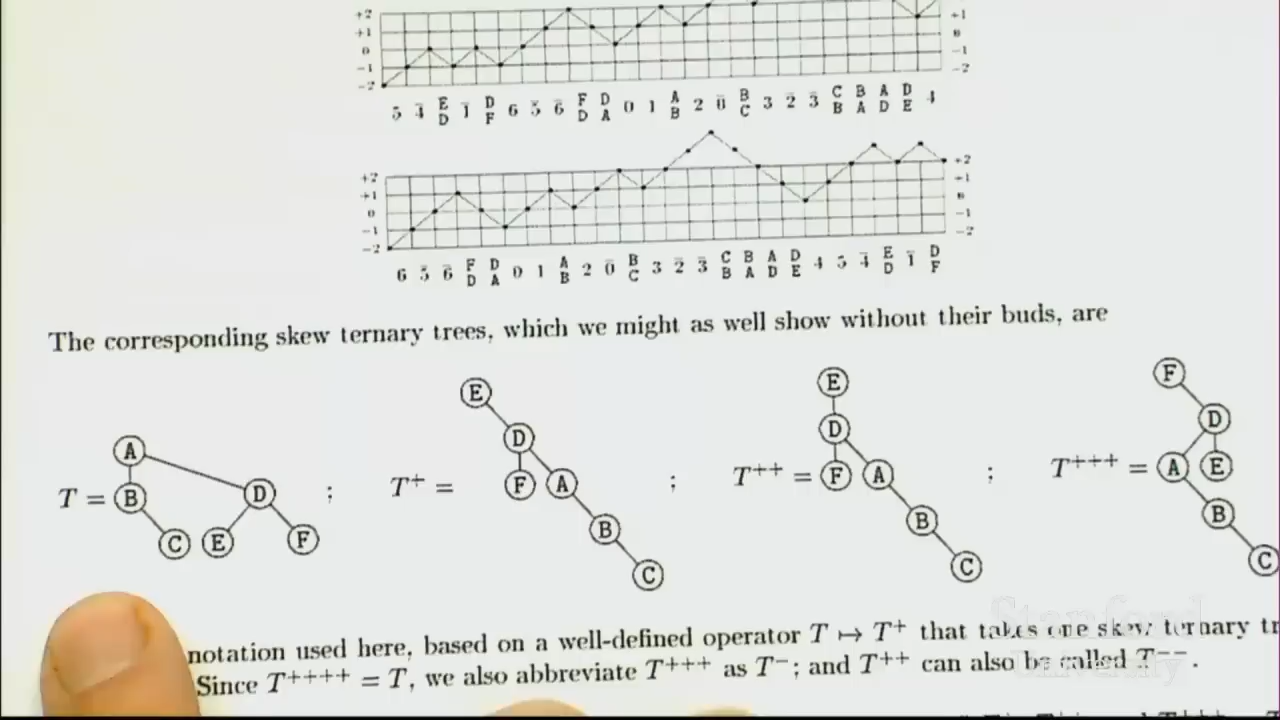 +2 +1
+1 0
0 -1
-1 -2
-2
5 4 E D 1 D F 6 5 6 F D D A 0 1 A B 2 0 B C 3 2 3 C B B A A D D E 4
+2 +2
+1 +1
0 0
-1 -1
-2 -2
6 5 6 F D D A 0 1 A B 2 0 B C 3 2 3 C B B A A D D E 4 5 4 E D 1 D F
The corresponding skew ternary trees, which we might as well show without their buds, are
T = A B C D E F ; T⁺ = E D F A B C ; T⁺⁺ = E D F A B C ; T⁺⁺⁺ = F D A E B C
notation used here, based on a well-defined operator T ↦ T⁺ that takes one skew ternary tr
Since T⁺⁺⁺⁺ = T, we also abbreviate T⁺⁺⁺ as T⁻; and T⁺⁺ can also be called T⁻⁻.
Stanford
University